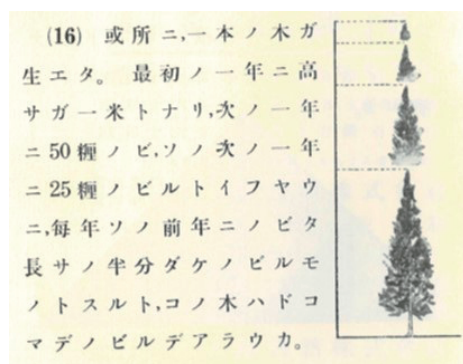 (16) 或所ニ,一本ノ木ガ
生エタ。 最初ノ一年ニ高
サガ一米トナリ,次ノ一年
ニ50糎ノビ,ソノ次ノ一年
ニ25糎ノビルトイフヤウ
ニ,毎年ソノ前年ニノビタ
長サノ半分ダケノビルモ
ノトスルト,コノ木ハドコ
マデノビルデアラウカ。